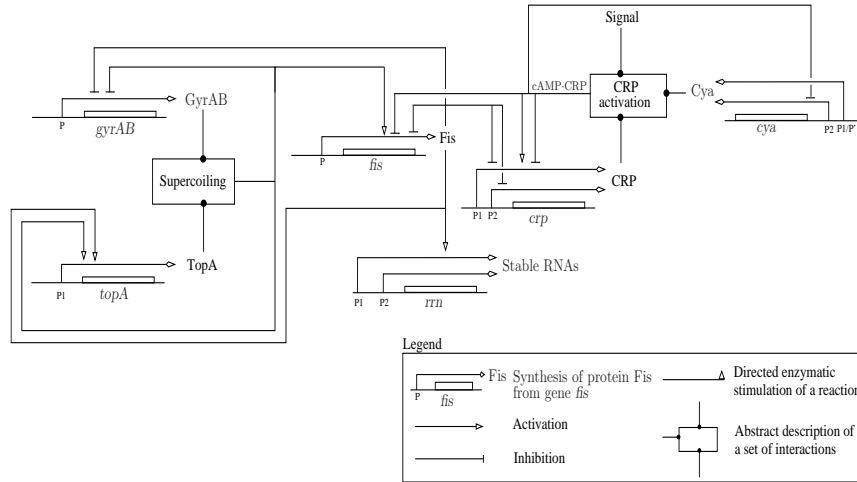 Signal
cAMP-CRP
CRP
activation
Cya
GyrAB
P
gyrAB
Fis
P
fis
P2
P1/P'
cya
Supercoiling
CRP
P1
P2
crp
TopA
P1
topA
Stable RNAs
P1
P2
rrn
Legend
Fis
P
fis
Synthesis of protein Fis
from gene fis
Directed enzymatic
stimulation of a reaction
Activation
Inhibition
Abstract description of
a set of interactions